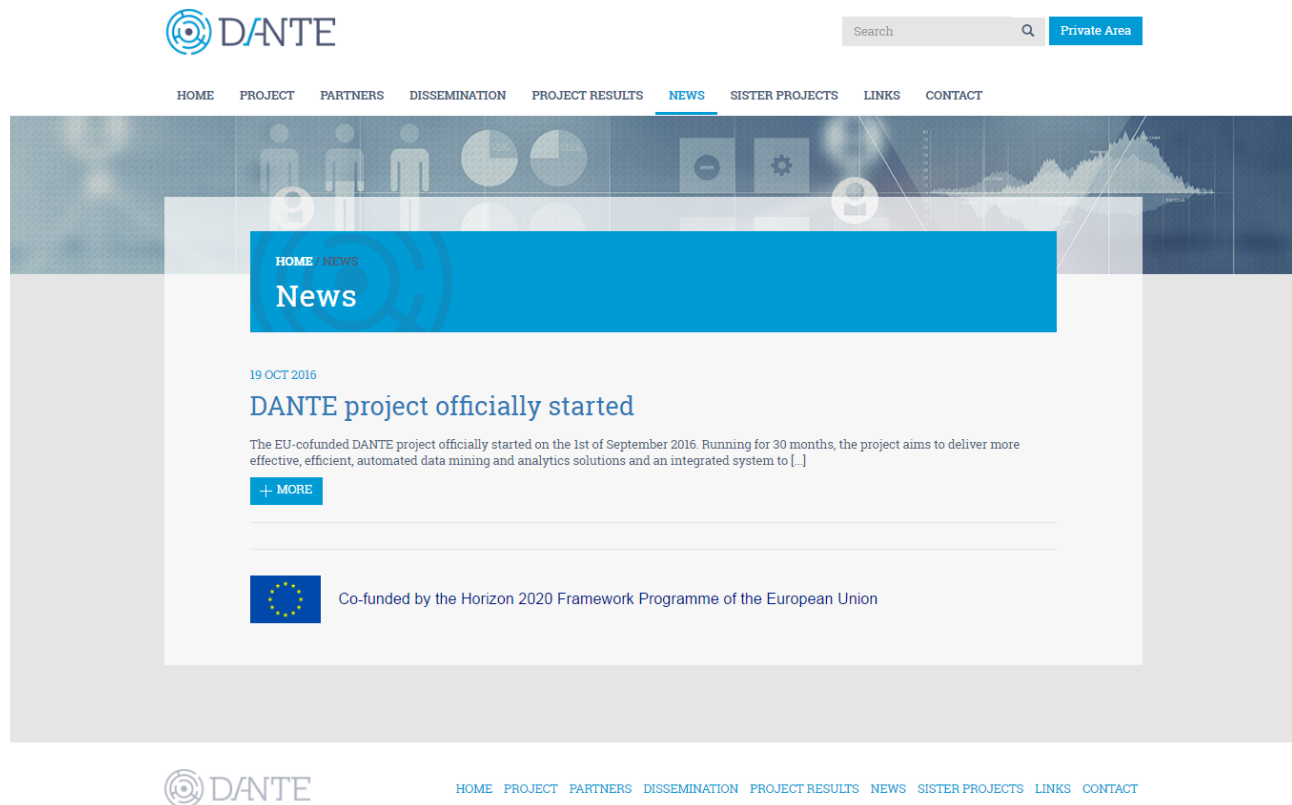 DANTE
Search
Private Area
HOME PROJECT PARTNERS DISSEMINATION PROJECT RESULTS NEWS SISTER PROJECTS LINKS CONTACT
45%
135%
HOME / NEWS
News
19 OCT 2016
DANTE project officially started
The EU-cofunded DANTE project officially started on the 1st of September 2016. Running for 30 months, the project aims to deliver more
effective, efficient, automated data mining and analytics solutions and an integrated system to [...]
+ MORE
Co-funded by the Horizon 2020 Framework Programme of the European Union
DANTE
HOME PROJECT PARTNERS DISSEMINATION PROJECT RESULTS NEWS SISTER PROJECTS LINKS CONTACT